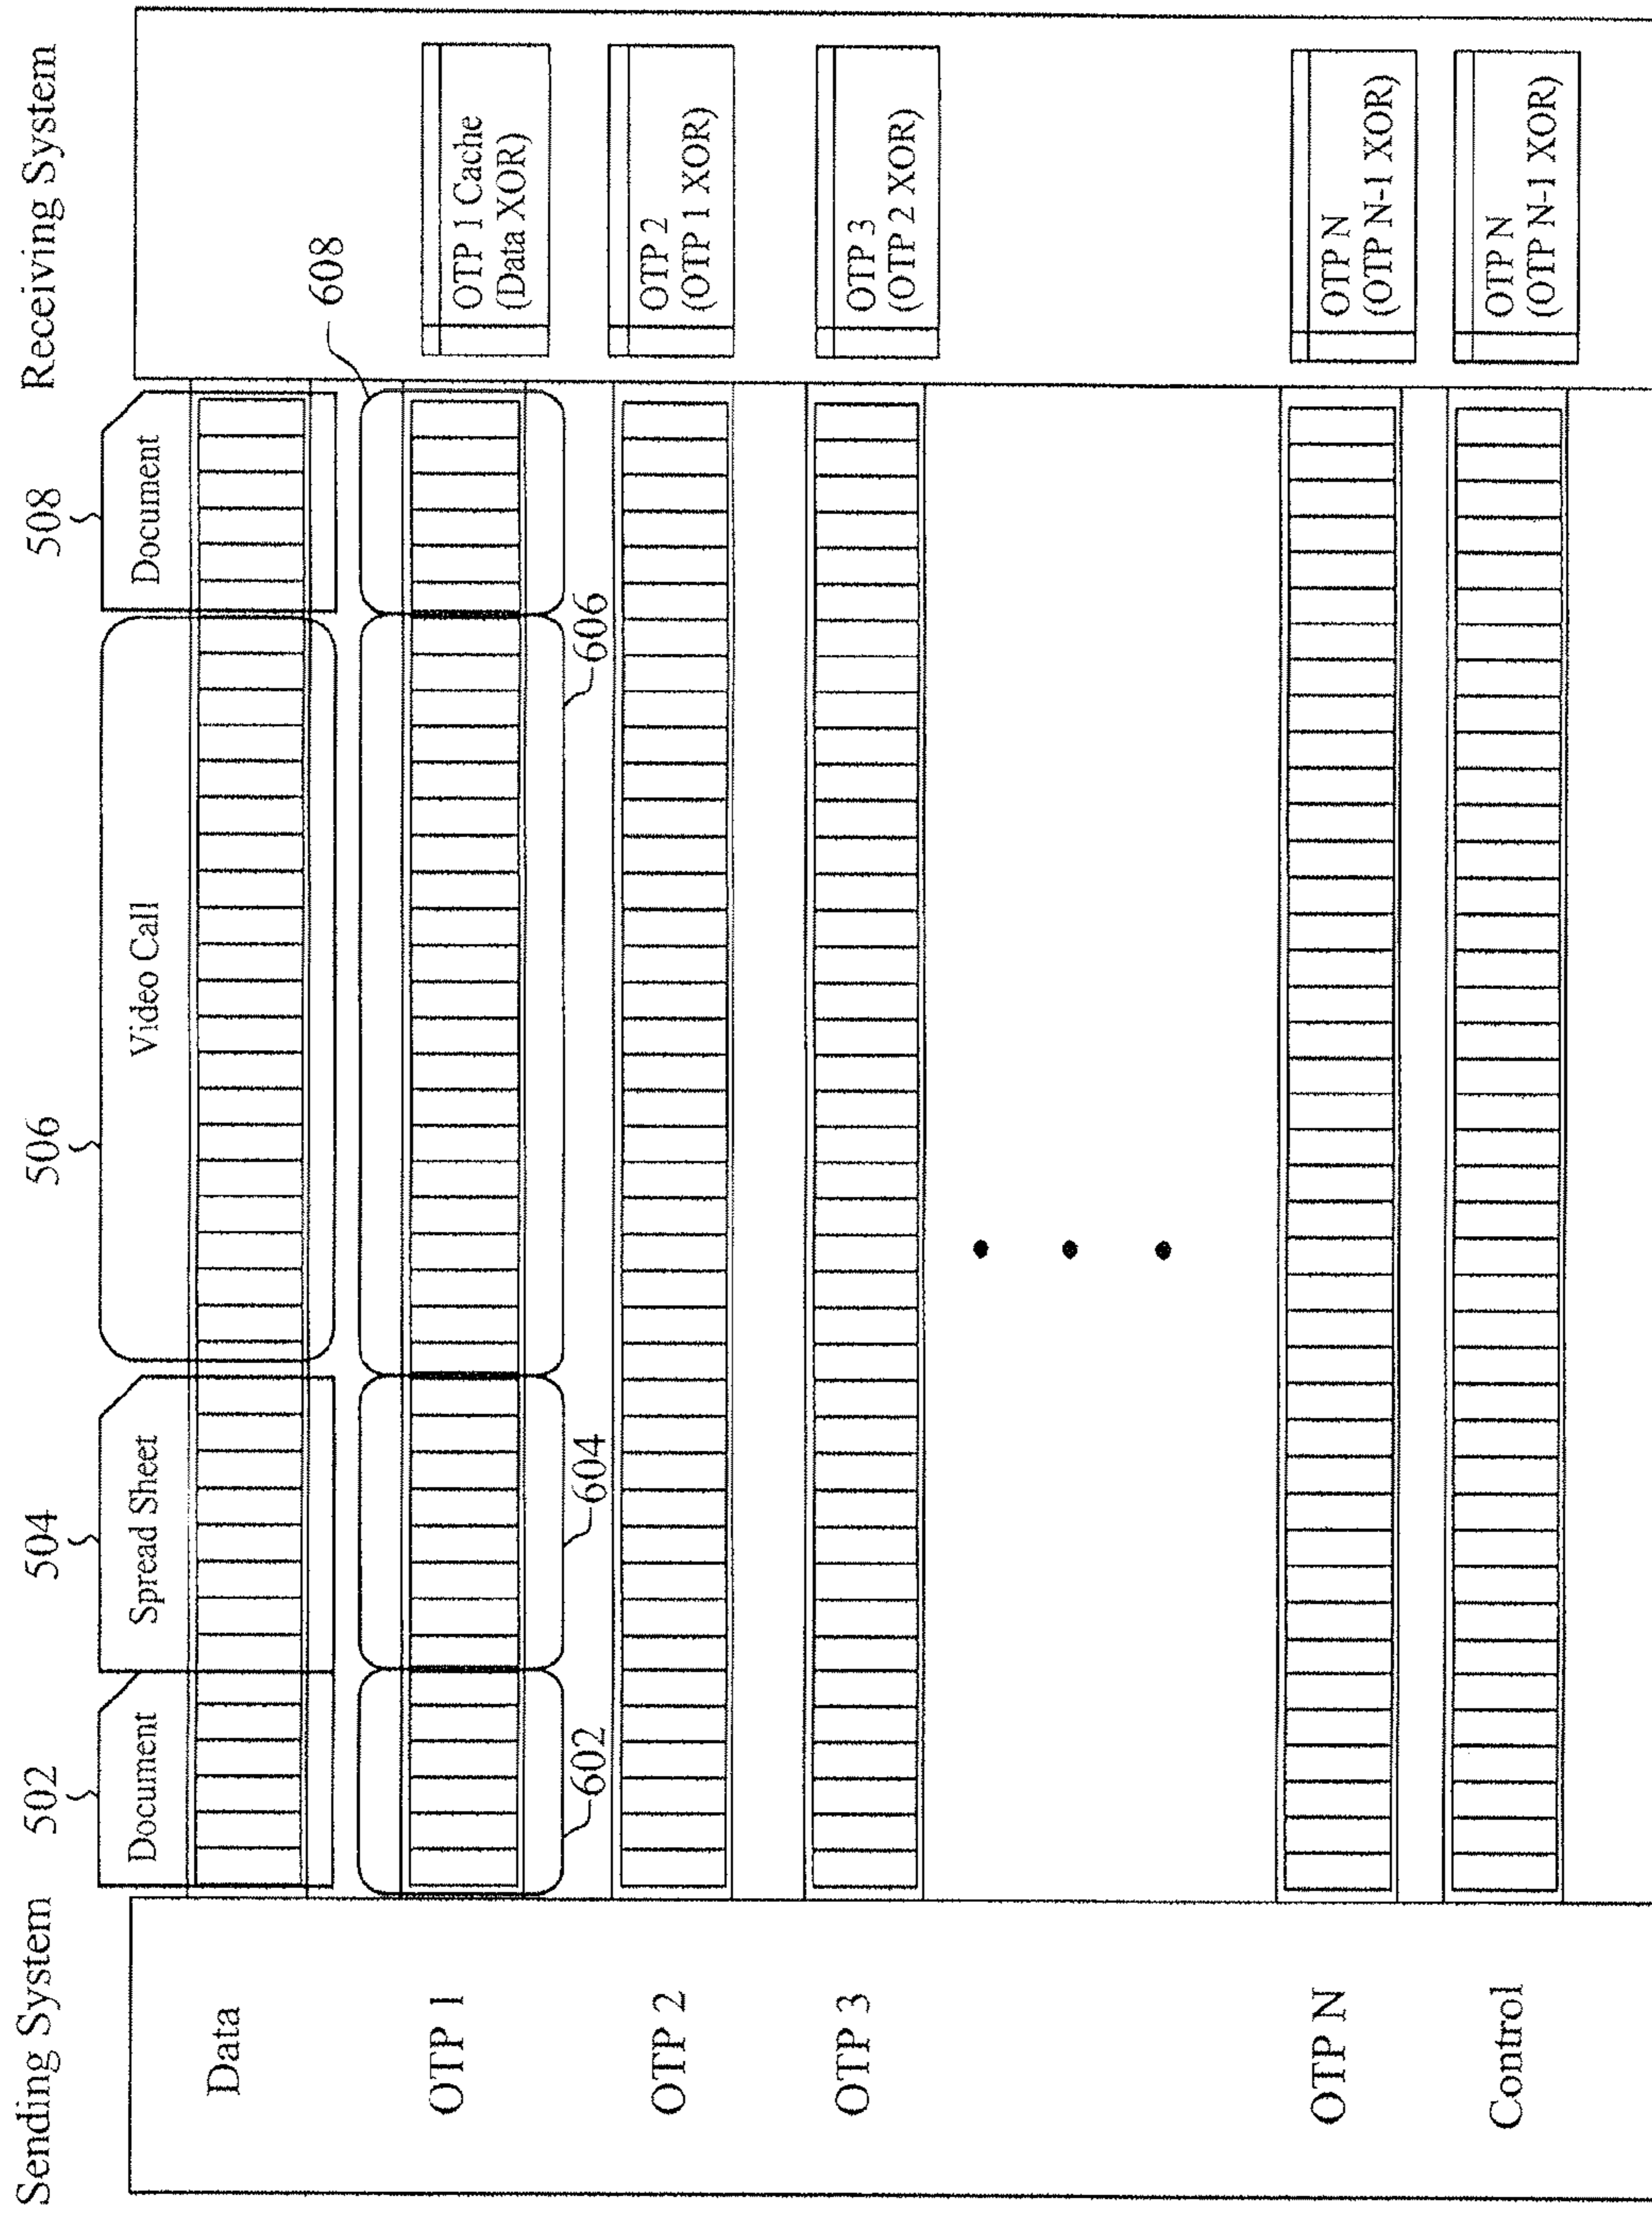 Sending System
502
504
506
508
Receiving System
Document
Spread Sheet
Video Call
Document
Data
608
OTP 1
OTP 1 Cache
(Data XOR)
602
604
606
OTP 2
OTP 2
(OTP 1 XOR)
OTP 3
OTP 3
(OTP 2 XOR)
OTP N
OTP N
(OTP N-1 XOR)
Control
OTP N
(OTP N-1 XOR)